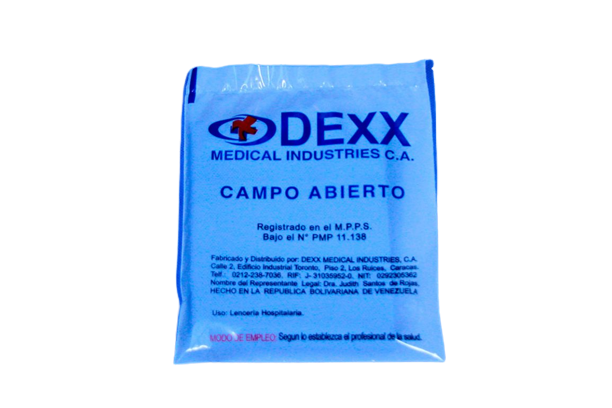 DEXX
MEDICAL INDUSTRIES C.A.
CAMPO ABIERTO
Registrado en el M.P.P.S.
Bajo el N° PMP 11.138
Fabricado y Distribuido por: DEXX MEDICAL INDUSTRIES, C.A.
Calle 2, Edificio Industrial Toronto, Piso 2, Los Ruices, Caracas.
Telf.: 0212-238-7036. RIF: J- 31035952-0. NIT: 0292306362
Nombre del Representante Legal: Dra. Judith Santos de Rojas,
HECHO EN LA REPUBLICA BOLIVARIANA DE VENEZUELA
Uso: Lencería Hospitalaria.
MODO DE EMPLEO: Segun lo establezca el profesional de la salud.